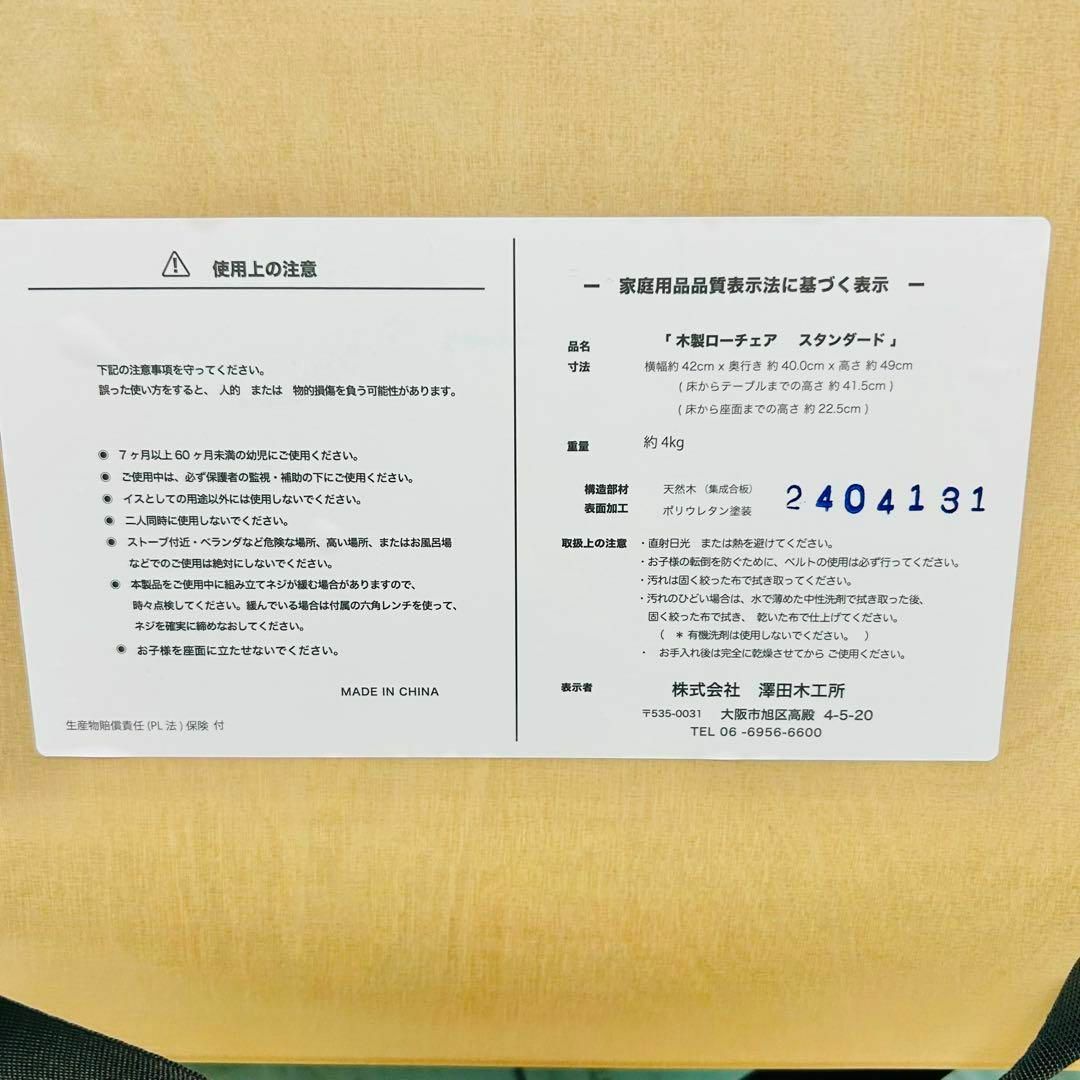 ⚠ 使用上の注意
下記の注意事項を守ってください。
誤った使い方をすると、 人的 または 物的損傷を負う可能性があります。
◉ 7ヶ月以上60ヶ月未満の幼児にご使用ください。
◉ ご使用中は、必ず保護者の監視・補助の下にご使用ください。
◉ イスとしての用途以外には使用しないでください。
◉ 二人同時に使用しないでください。
◉ ストーブ付近・ベランダなど危険な場所、高い場所、またはお風呂場
などでのご使用は絶対にしないでください。
◉ 本製品をご使用中に組み立てネジが緩む場合がありますので、
時々点検してください。緩んでいる場合は付属の六角レンチを使って、
ネジを確実に締めなおしてください。
◉ お子様を座面に立たせないでください。
MADE IN CHINA
生産物賠償責任(PL法)保険 付
ー 家庭用品品質表示法に基づく表示 ー
品名 「 木製ローチェア スタンダード 」
寸法 横幅約 42cm x 奥行き 約 40.0cm x 高さ 約 49cm
( 床からテーブルまでの高さ 約 41.5cm )
( 床から座面までの高さ 約 22.5cm )
重量 約 4kg
構造部材 天然木 (集成合板)
表面加工 ポリウレタン塗装
2404131
取扱上の注意 ・直射日光 または熱を避けてください。
・お子様の転倒を防ぐために、ベルトの使用は必ず行ってください。
・汚れは固く絞った布で拭き取ってください。
・汚れのひどい場合は、水で薄めた中性洗剤で拭き取った後、
固く絞った布で拭き、 乾いた布で仕上げてください。
( * 有機洗剤は使用しないでください。 )
・ お手入れ後は完全に乾燥させてから ご使用ください。
表示者 株式会社 澤田木工所
〒535-0031 大阪市旭区高殿 4-5-20
TEL 06 -6956-6600